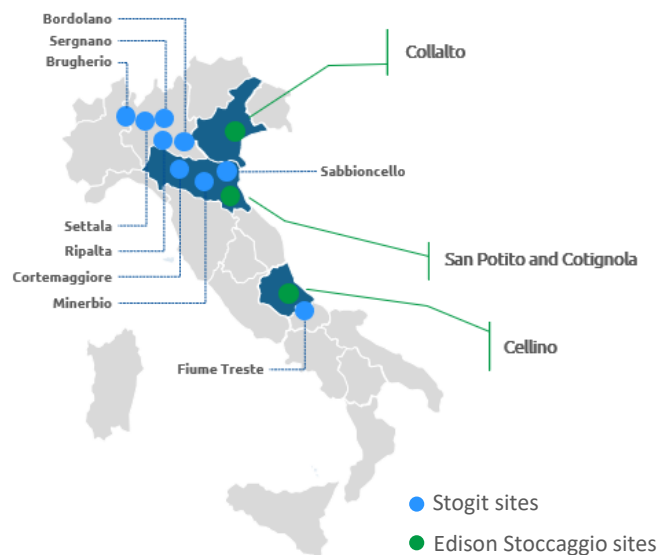 Bordolano
Sergnano
Brugherio
Collalto
Sabbioncello
Settala
Ripalta
Cortemaggiore
Minerbio
San Potito and Cotignola
Cellino
Fiume Treste
Stogit sites
Edison Stoccaggio sites